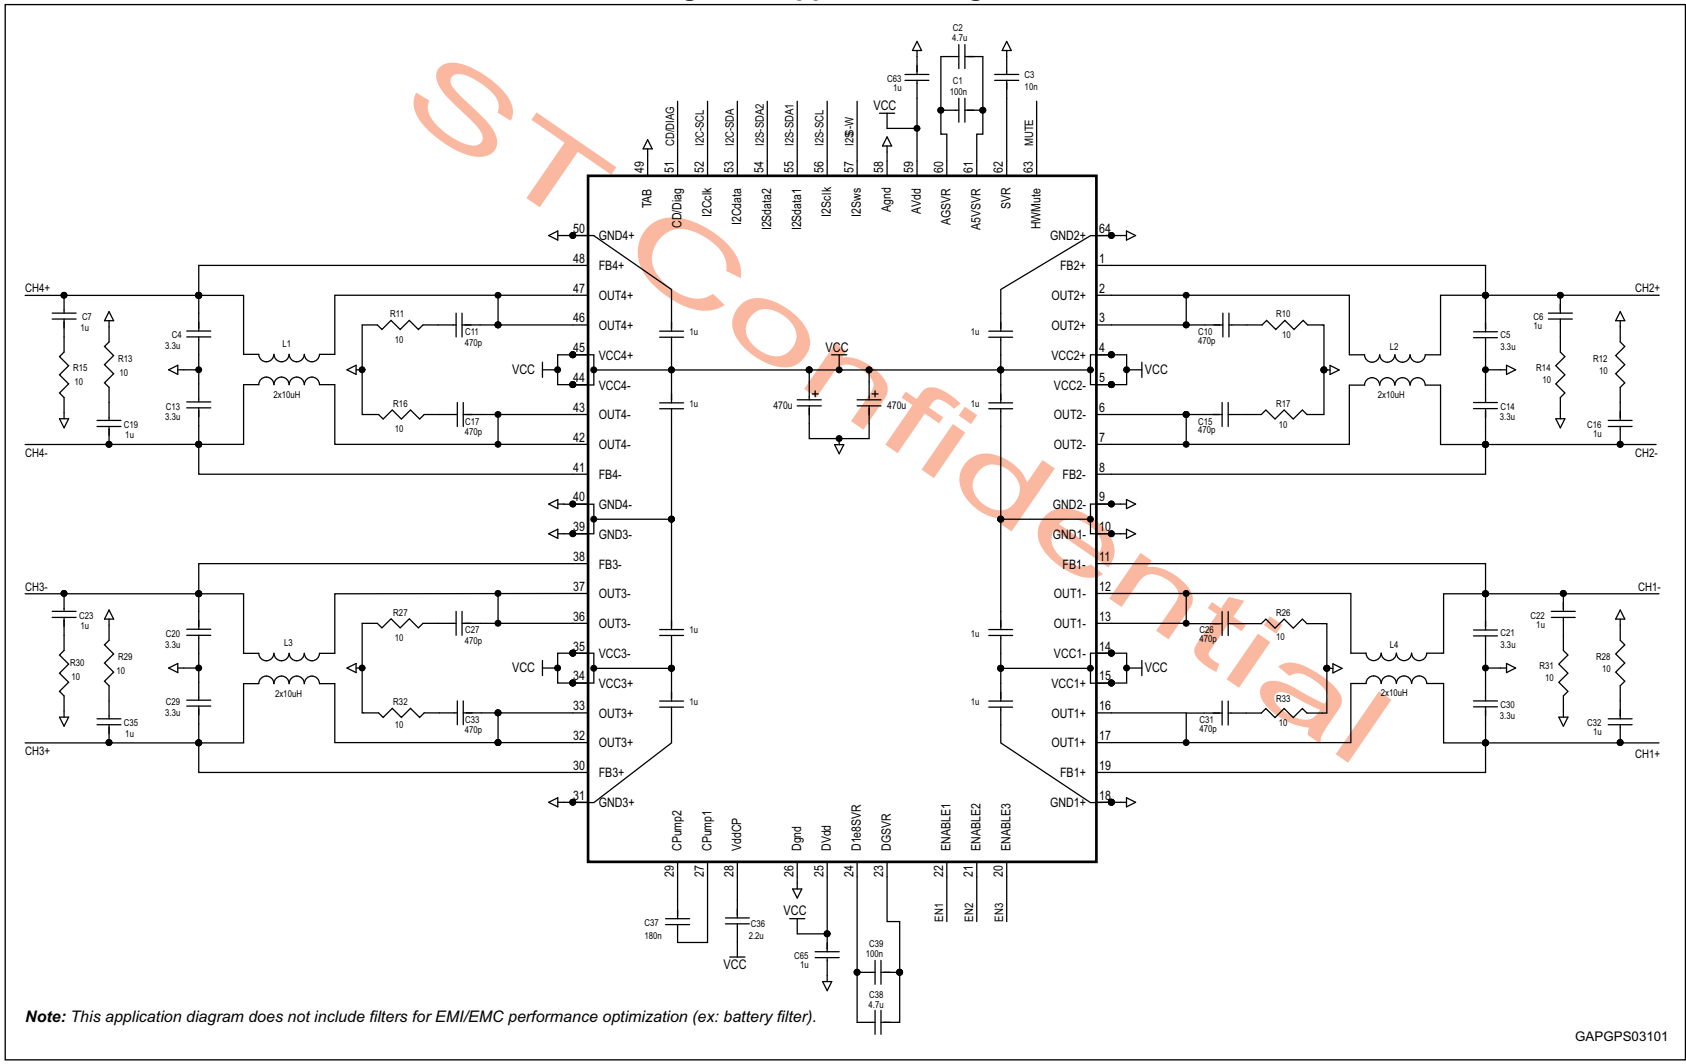 C2
4.7u
C63
1u
C1
100n
C3
10n
VCC
CD/DIAG
I2C-SCL
I2C-SDA
I2S-SDA2
I2S-SDA1
I2S-SCL
I2S-W
MUTE
49
51
52
53
54
55
56
57
58
59
60
61
62
63
TAB
CD/Diag
I2Cclk
I2Cdata
I2Sdata2
I2Sdata1
I2Sclk
I2Sws
Agnd
AVdd
AGSVR
A5VSVR
SVR
HWMute
ST Confidential
50 GND4+
48 FB4+
47 OUT4+
46 OUT4+
45 VCC4+
44 VCC4-
43 OUT4-
42 OUT4-
41 FB4-
40 GND4-
39 GND3-
38 FB3-
37 OUT3-
36 OUT3-
35 VCC3-
34 VCC3+
33 OUT3+
32 OUT3+
30 FB3+
31 GND3+
GND2+ 64
FB2+ 1
OUT2+ 2
OUT2+ 3
VCC2+ 4
VCC2- 5
OUT2- 6
OUT2- 7
FB2- 8
GND2- 9
GND1- 10
FB1- 11
OUT1- 12
OUT1- 13
VCC1- 14
VCC1+ 15
OUT1+ 16
OUT1+ 17
FB1+ 19
GND1+ 18
CH4+
C7
1u
R15
10
R13
10
C19
1u
C4
3.3u
C13
3.3u
L1
2x10uH
R11
10
C11
470p
R16
10
C17
470p
VCC
CH4-
1u
1u
VCC
470u
+
+
470u
1u
1u
CH2+
C10
470p
R10
10
C15
470p
R17
10
VCC
L2
2x10uH
C5
3.3u
C14
3.3u
C6
1u
R14
10
R12
10
C16
1u
CH2-
CH3-
C23
1u
R30
10
R29
10
C35
1u
C20
3.3u
C29
3.3u
L3
2x10uH
R27
10
C27
470p
R32
10
C33
470p
VCC
CH3+
1u
1u
1u
1u
CH1-
C26
470p
R26
10
C31
470p
R33
10
VCC
L4
2x10uH
C21
3.3u
C30
3.3u
C22
1u
R31
10
R28
10
C32
1u
CH1+
CPump2
CPump1
VddCP
Dgnd
DVdd
D1e8SVR
DGSVR
ENABLE1
ENABLE2
ENABLE3
29
27
28
26
25
24
23
22
21
20
EN1
EN2
EN3
C37
180n
C36
2.2u
VCC
VCC
C65
1u
C39
100n
C38
4.7u
Note: This application diagram does not include filters for EMI/EMC performance optimization (ex: battery filter).
GAPGPS03101